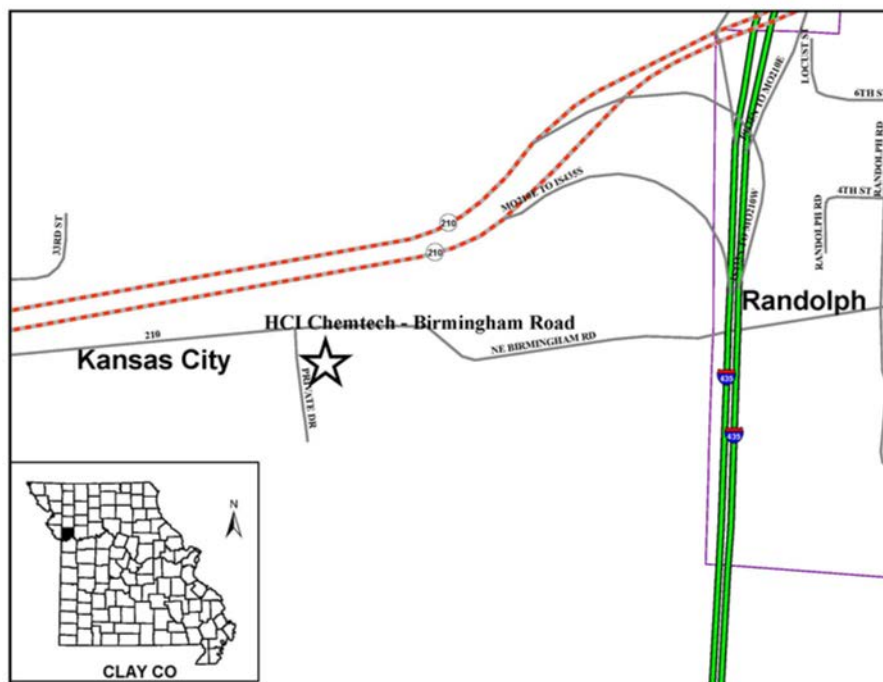 LOCUST ST
6TH ST
RANDOLPH RD
4TH ST
RANDOLPH RD
MO210E TO IS435S
33RD ST
210
210
Randolph
HCI Chemtech - Birmingham Road
210
NE BIRMINGHAM RD
Kansas City
PRIVATE DR
435
435
N
CLAY CO